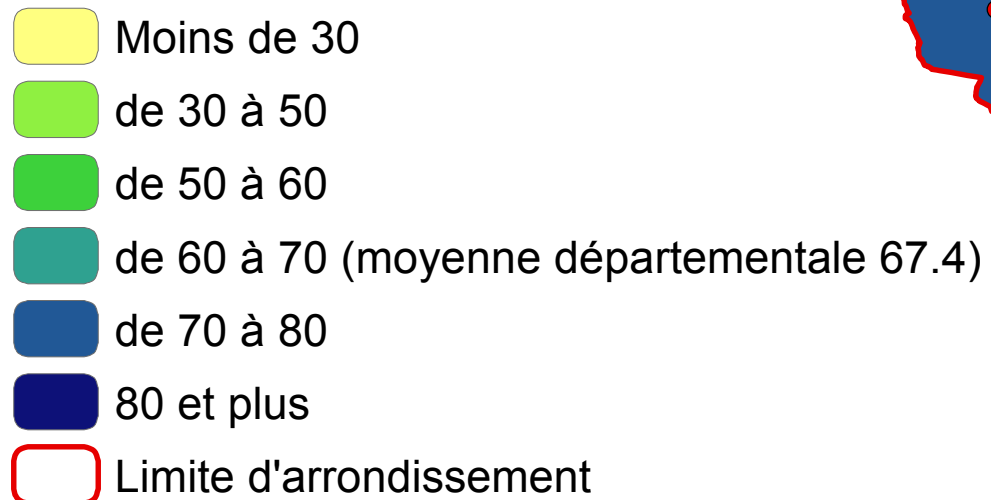 Moins de 30
de 30 à 50
de 50 à 60
de 60 à 70 (moyenne départementale 67.4)
de 70 à 80
80 et plus
Limite d'arrondissement